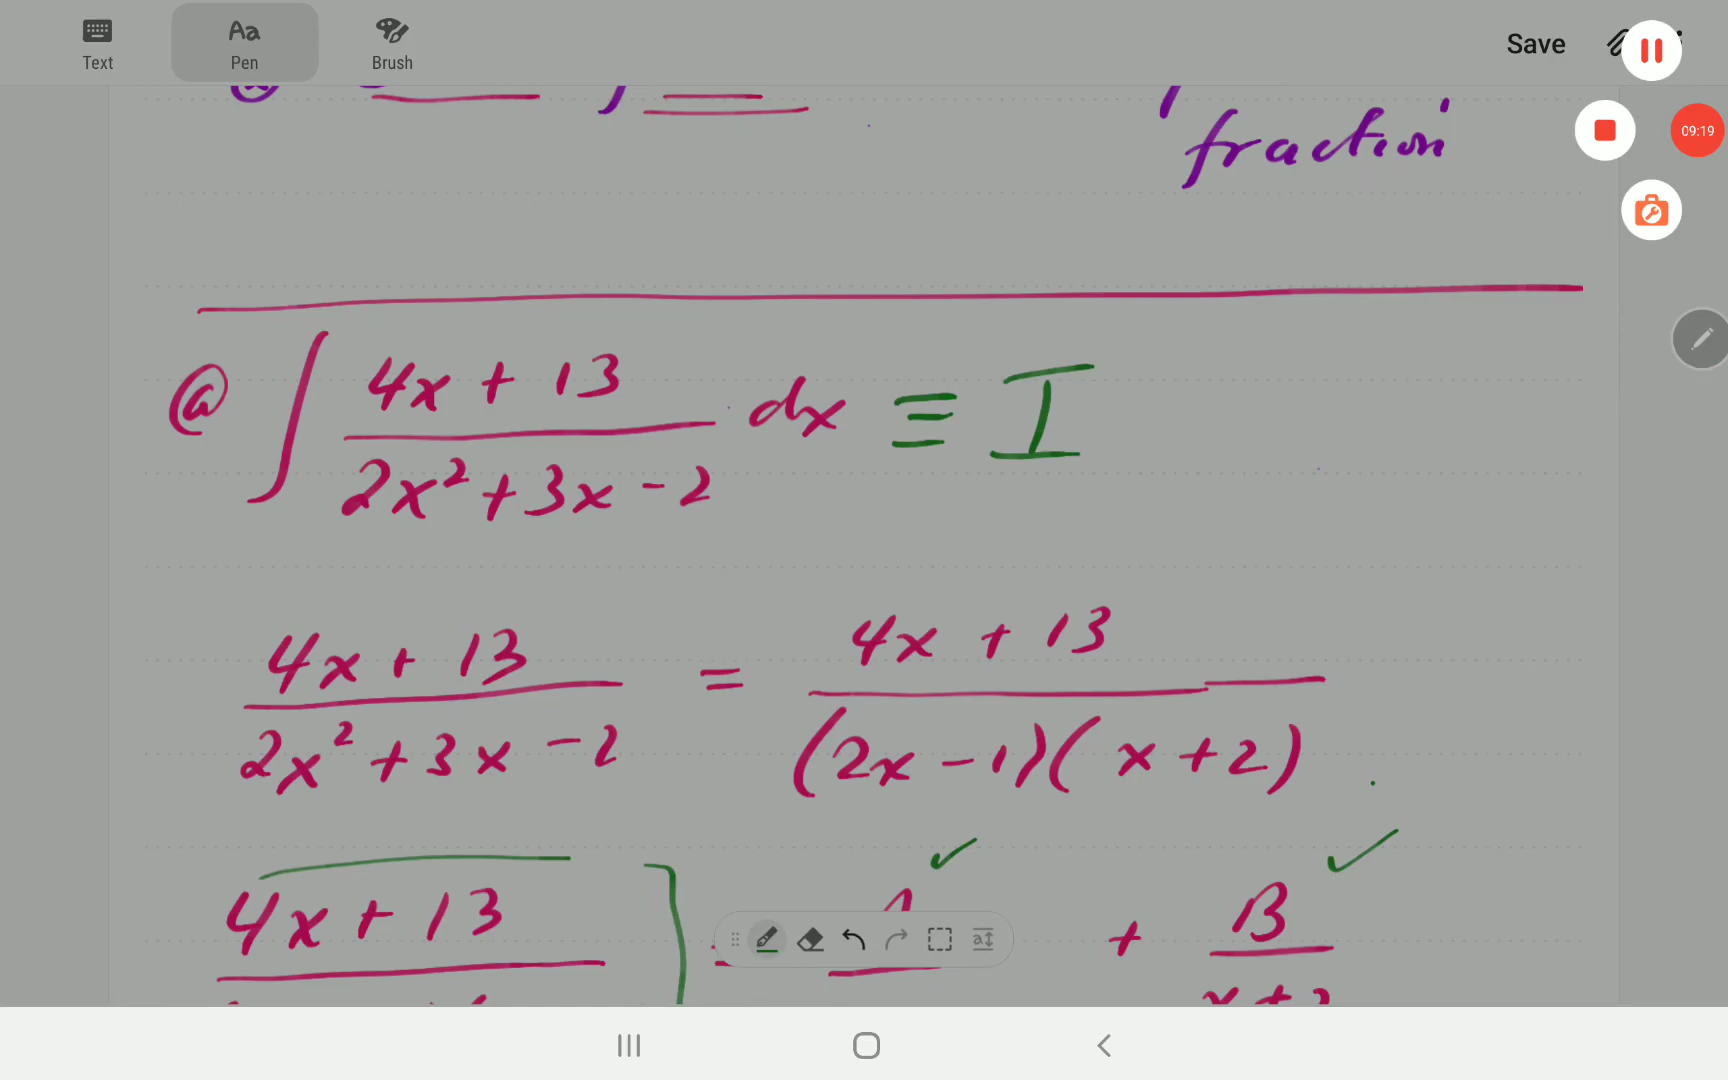 Text Pen Brush Save
09:19
fraction
@ ∫ 4x + 13 / 2x² + 3x - 2 dx ≡ I
4x + 13 / 2x² + 3x - 2 = 4x + 13 / (2x - 1)(x + 2)
4x + 13 + B
x + 2